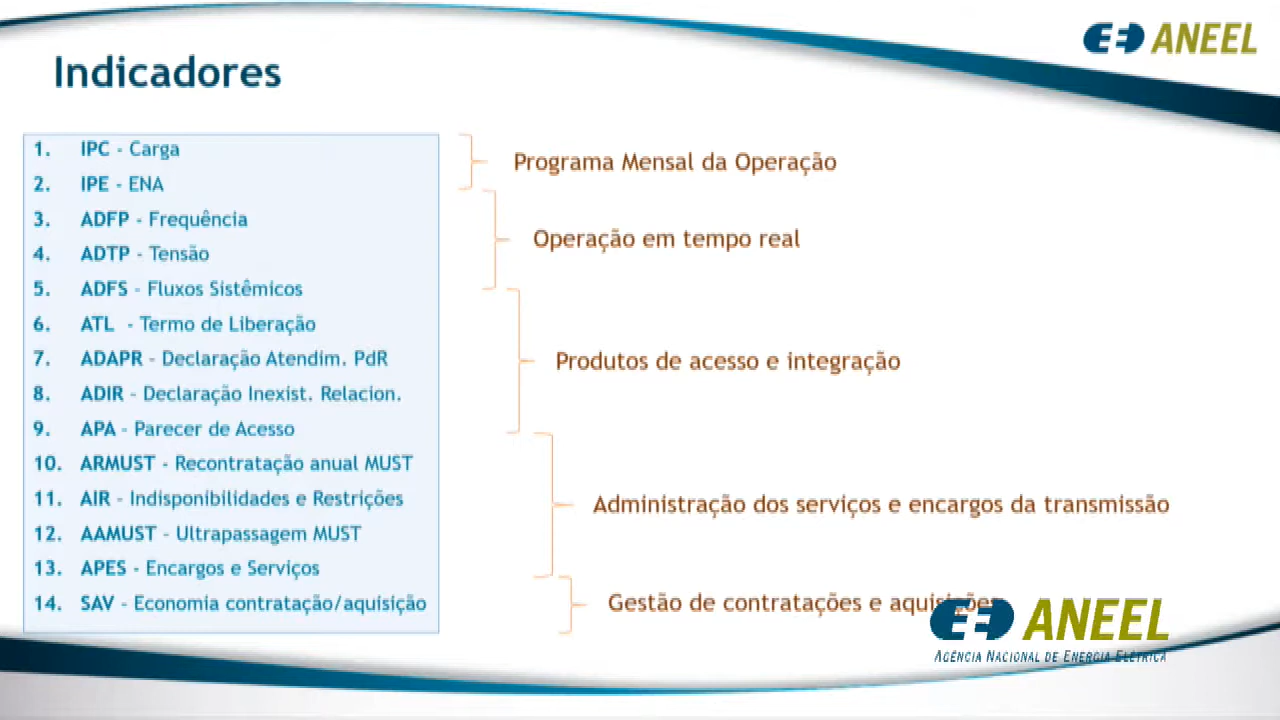 ANEEL
Indicadores
1. IPC - Carga
2. IPE - ENA
3. ADFP - Frequência
4. ADTP - Tensão
5. ADFS - Fluxos Sistêmicos
6. ATL - Termo de Liberação
7. ADAPR - Declaração Atendim. PdR
8. ADIR - Declaração Inexist. Relacion.
9. APA - Parecer de Acesso
10. ARMUST - Recontratação anual MUST
11. AIR - Indisponibilidades e Restrições
12. AAMUST - Ultrapassagem MUST
13. APES - Encargos e Serviços
14. SAV - Economia contratação/aquisição
Programa Mensal da Operação
Operação em tempo real
Produtos de acesso e integração
Administração dos serviços e encargos da transmissão
Gestão de contratações e aquisições
ANEEL
AGÊNCIA NACIONAL DE ENERGIA ELÉTRICA